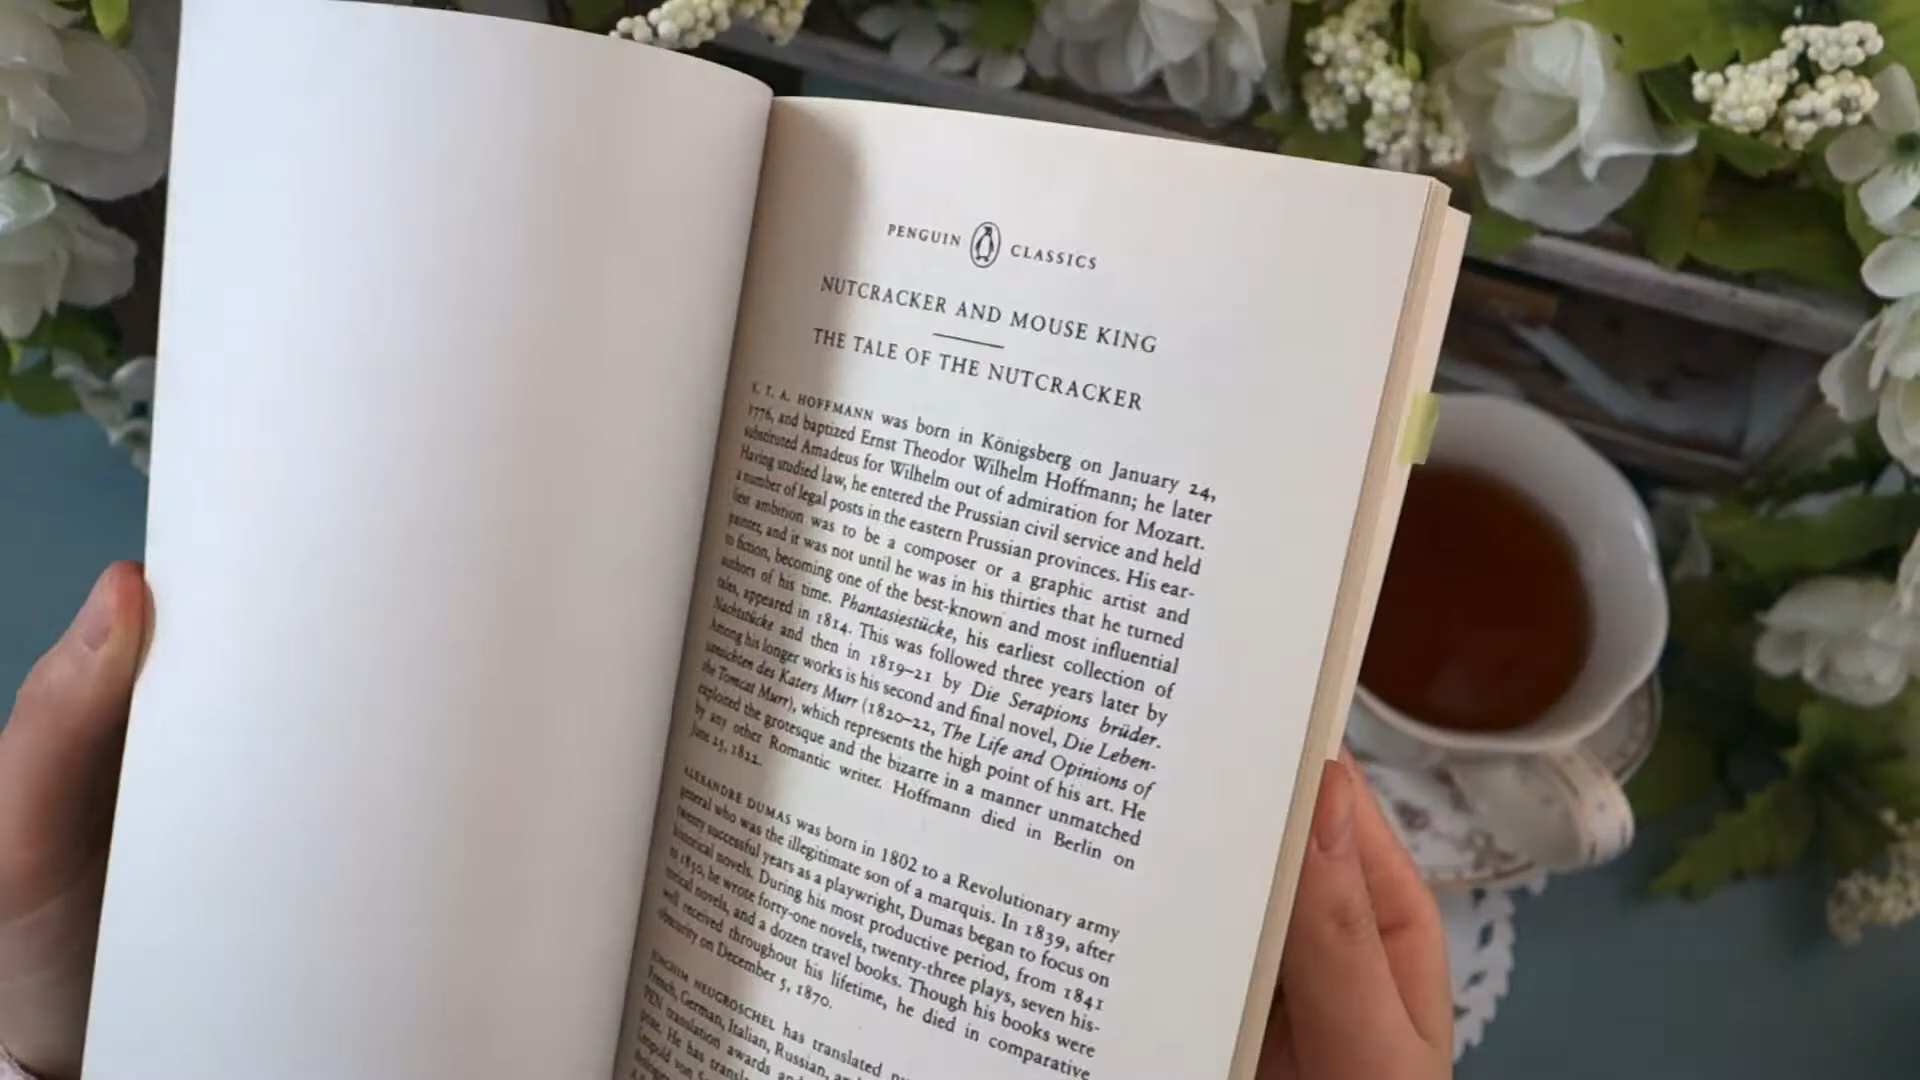 PENGUIN CLASSICS
NUTCRACKER AND MOUSE KING
THE TALE OF THE NUTCRACKER
E. T. A. HOFFMANN was born in Königsberg on January 24,
1776, and baptized Ernst Theodor Wilhelm Hoffmann; he later
substituted Amadeus for Wilhelm out of admiration for Mozart.
Having studied law, he entered the Prussian civil service and held
a number of legal posts in the eastern Prussian provinces. His ear-
liest ambition was to be a composer or a graphic artist and
painter, and it was not until he was in his thirties that he turned
to fiction, becoming one of the best-known and most influential
authors of his time. Phantasiestücke, his earliest collection of
tales, appeared in 1814. This was followed three years later by
Nachtstücke and then in 1819–21 by Die Serapions brüder.
Among his longer works is his second and final novel, Die Leben-
sansichten des Katers Murr (1820–22, The Life and Opinions of
the Tomcat Murr), which represents the high point of his art. He
exploited the grotesque and the bizarre in a manner unmatched
by any other Romantic writer. Hoffmann died in Berlin on
June 25, 1822.
ALEXANDRE DUMAS was born in 1802 to a Revolutionary army
general who was the illegitimate son of a marquis. In 1839, after
twenty successful years as a playwright, Dumas began to focus on
historical novels. During his most productive period, from 1841
to 1850, he wrote forty-one novels, twenty-three plays, seven his-
torical novels, and a dozen travel books. Though his books were
well received throughout his lifetime, he died in comparative
obscurity on December 5, 1870.
JOACHIM NEUGROSCHEL has translated
French, German, Italian, Russian,
PEN translation awards
prize. He has
Leopold von